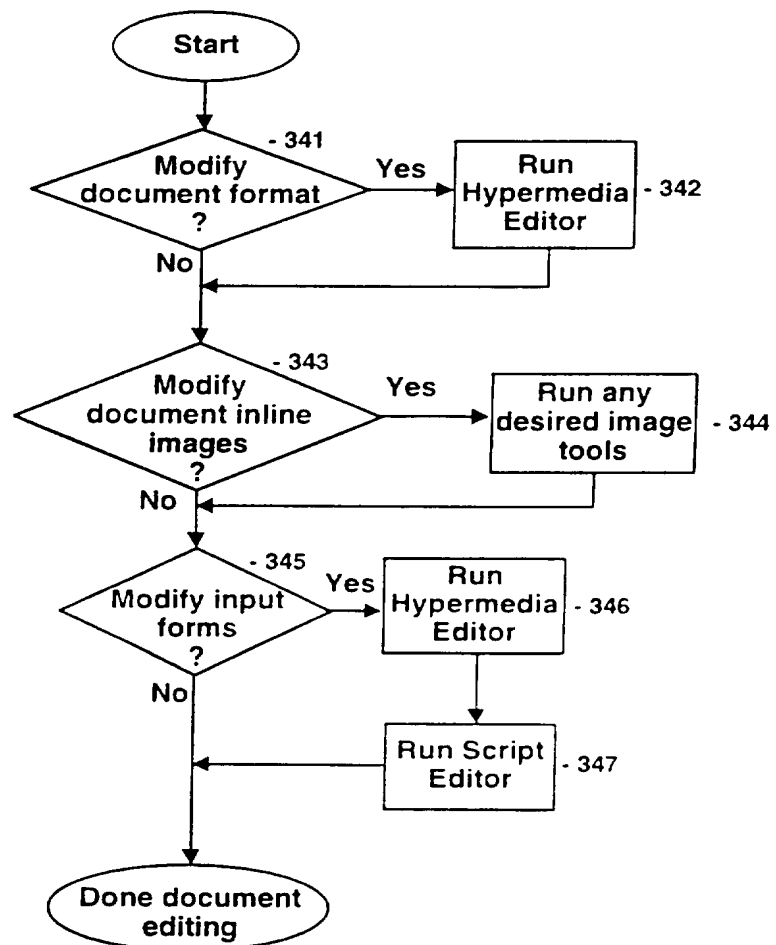 Start
- 341
Modify
document format
?
Yes
Run
Hypermedia
Editor
- 342
No
- 343
Modify
document inline
images
?
Yes
Run any
desired image
tools
- 344
No
- 345
Modify input
forms
?
Yes
Run
Hypermedia
Editor
- 346
No
Run Script
Editor
- 347
Done document
editing